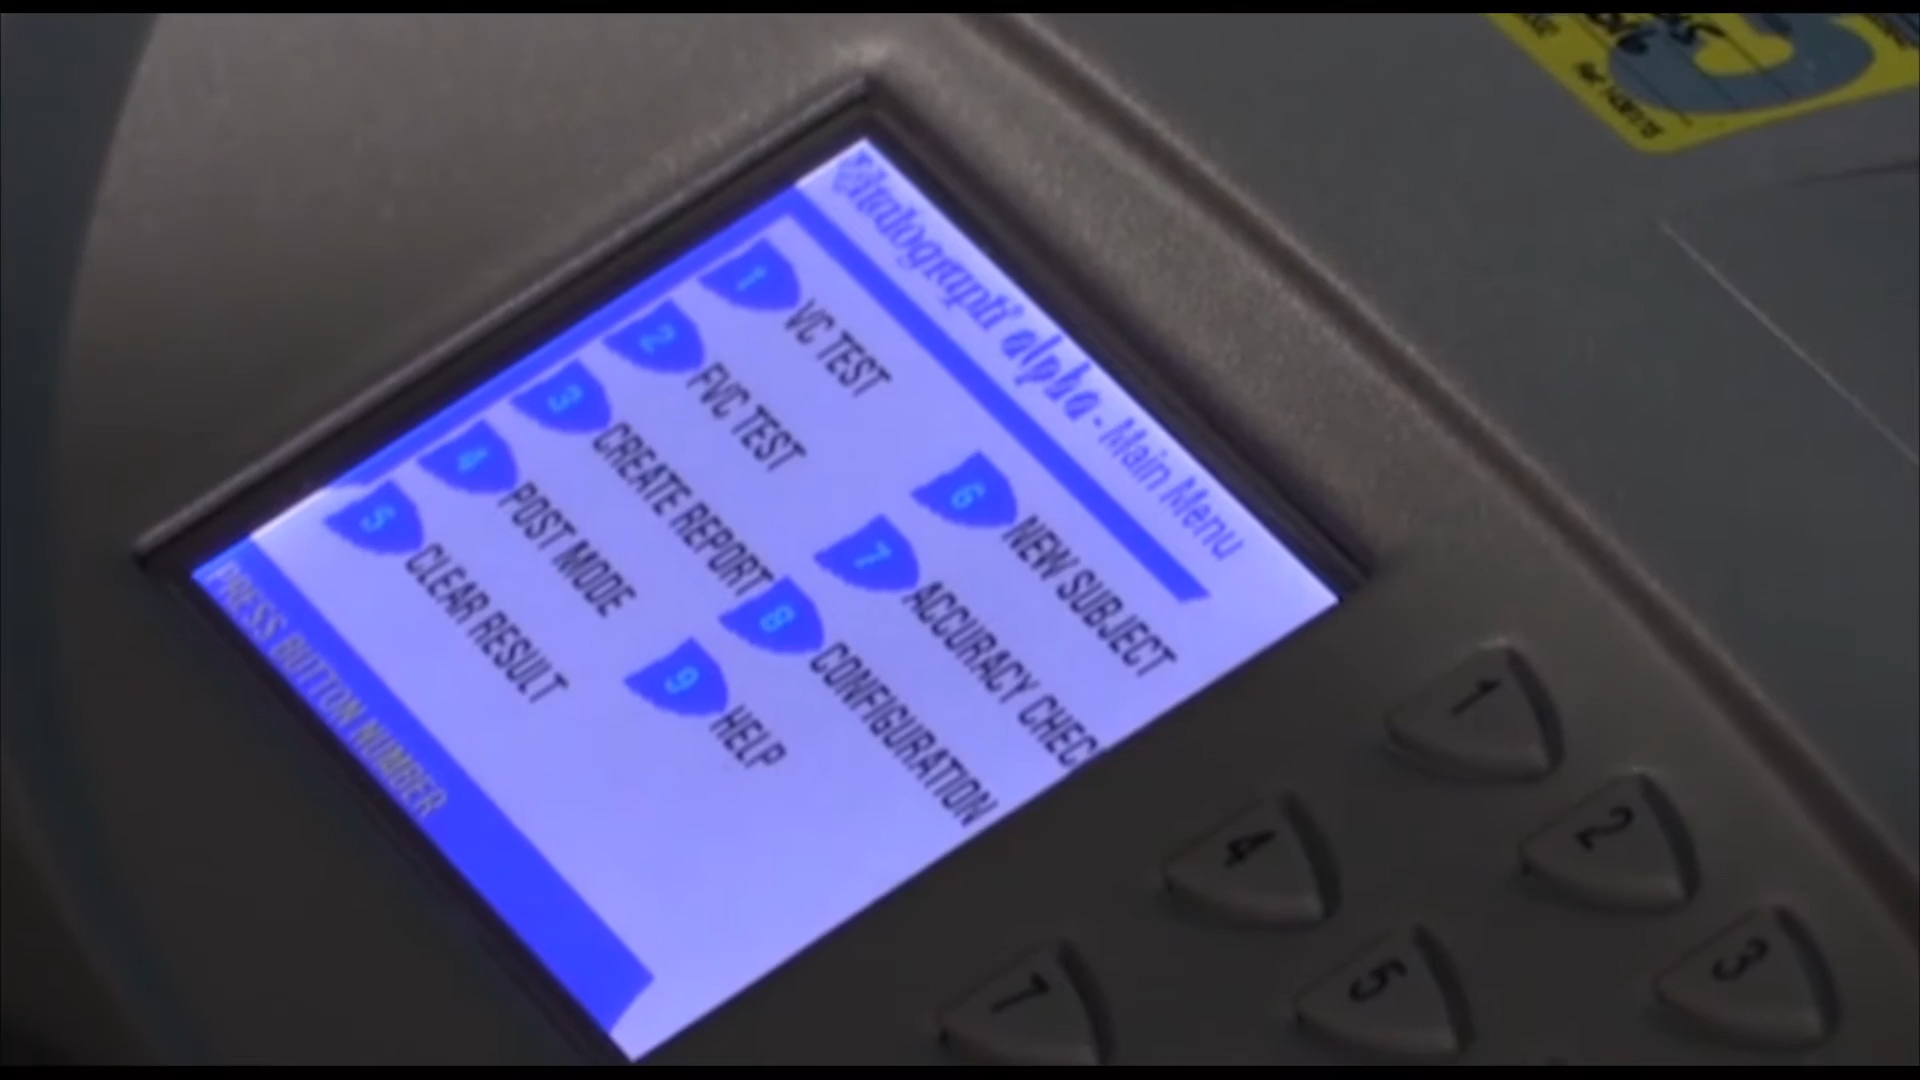 Vitalograph alpha - Main Menu
1 VC TEST
2 FVC TEST
3 CREATE REPORT
4 POST MODE
5 CLEAR RESULT
6 NEW SUBJECT
7 ACCURACY CHEC
8 CONFIGURATION
9 HELP
PRESS BUTTON NUMBER
1
2
3
4
5
7